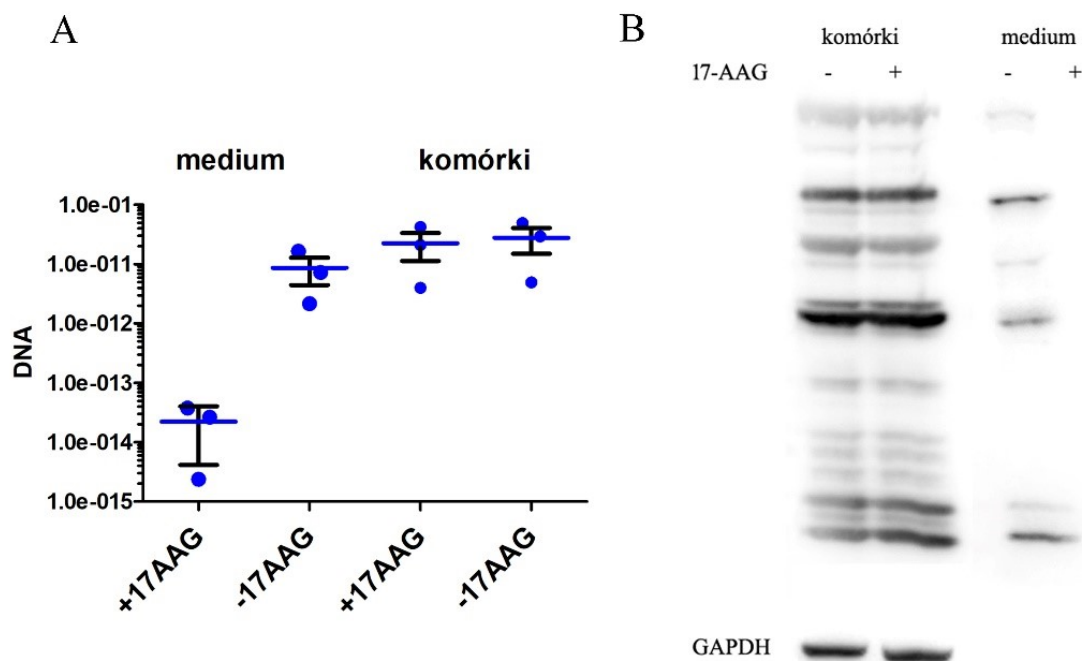 A
medium komórki
1.0e-01
1.0e-011
1.0e-012
1.0e-013
1.0e-014
1.0e-015
DNA
+17AAG -17AAG +17AAG -17AAG
B
komórki medium
17-AAG - + - +
GAPDH